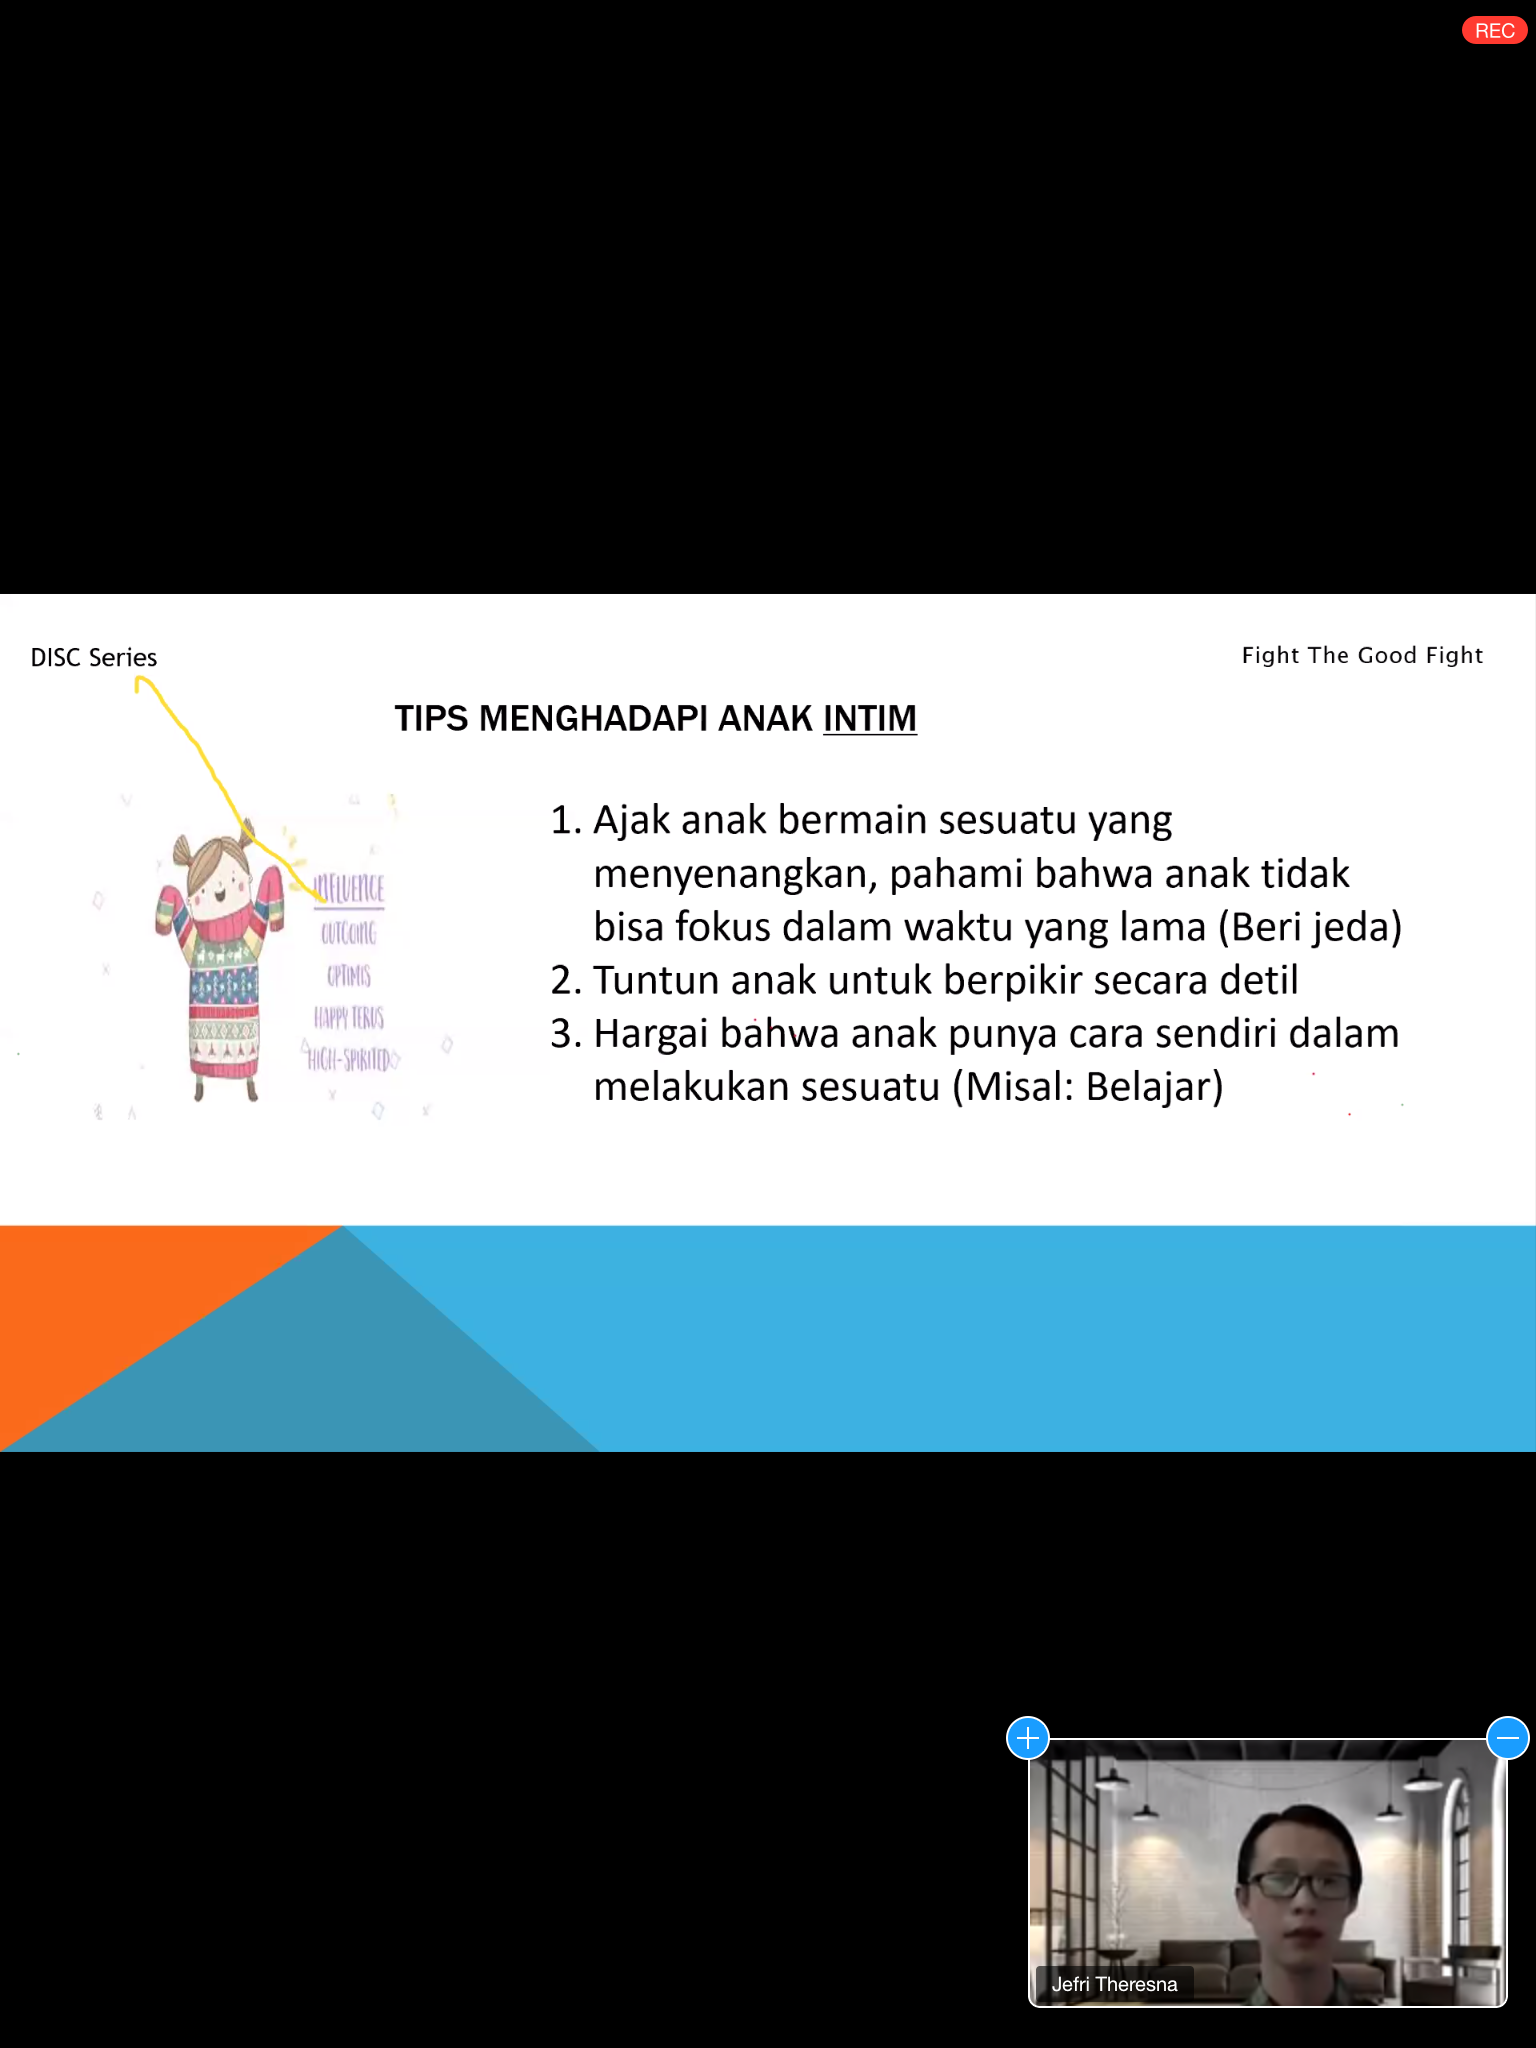 REC
DISC Series
Fight The Good Fight
TIPS MENGHADAPI ANAK INTIM
INFLUENCE
OUTGOING
OPTIMIS
HAPPY TERUS
HIGH-SPIRITED
1. Ajak anak bermain sesuatu yang
menyenangkan, pahami bahwa anak tidak
bisa fokus dalam waktu yang lama (Beri jeda)
2. Tuntun anak untuk berpikir secara detil
3. Hargai bahwa anak punya cara sendiri dalam
melakukan sesuatu (Misal: Belajar)
Jefri Theresna